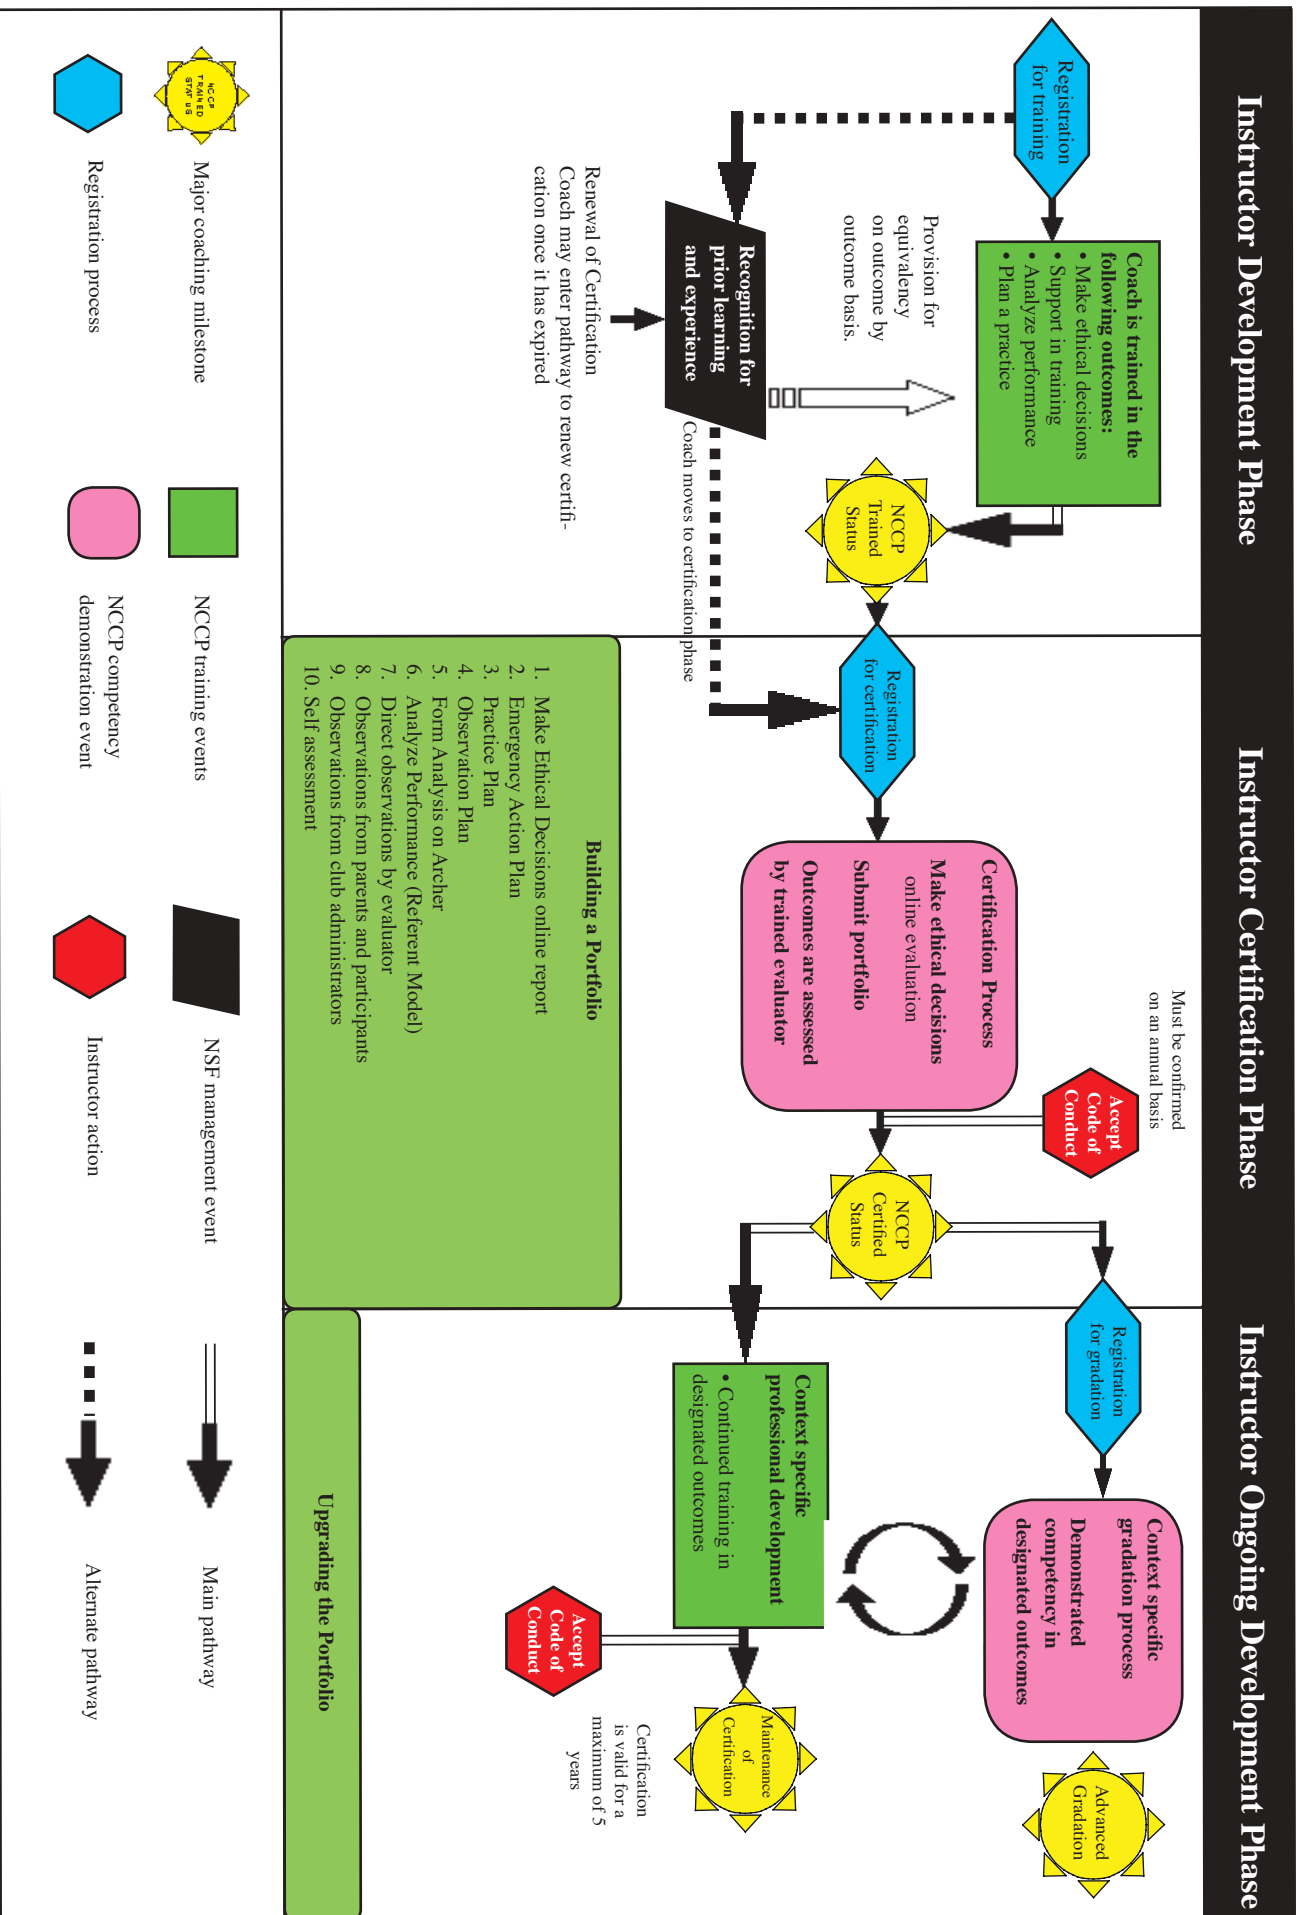 Instructor Development Phase
Instructor Certification Phase
Instructor Ongoing Development Phase
Registration
for training
Coach is trained in the
following outcomes:
• Make ethical decisions
• Support in training
• Analyze performance
• Plan a practice
Provision for
equivalency
on outcome by
outcome basis.
NCCP
Trained
Status
Recognition for
prior learning
and experience
Coach moves to certification phase
Renewal of Certification
Coach may enter pathway to renew certifi-
cation once it has expired
Registration
for certification
Certification Process
Make ethical decisions
online evaluation
Submit portfolio
Outcomes are assessed
by trained evaluator
Must be confirmed
on an annual basis
Accept
Code of
Conduct
NCCP
Certified
Status
Building a Portfolio
1. Make Ethical Decisions online report
2. Emergency Action Plan
3. Practice Plan
4. Observation Plan
5. Form Analysis on Archer
6. Analyze Performance (Referent Model)
7. Direct observations by evaluator
8. Observations from parents and participants
9. Observations from club administrators
10. Self assessment
Registration
for gradation
Context specific
gradation process
Demonstrated
competency in
designated outcomes
Advanced
Gradation
Context specific
professional development
• Continued training in
designated outcomes
Accept
Code of
Conduct
Maintenance
of
Certification
Certification
is valid for a
maximum of 5
years
Upgrading the Portfolio
NCCP
TRAINED
STATUS
Major coaching milestone
NCCP training events
NSF management event
Main pathway
Registration process
NCCP competency
demonstration event
Instructor action
Alternate pathway